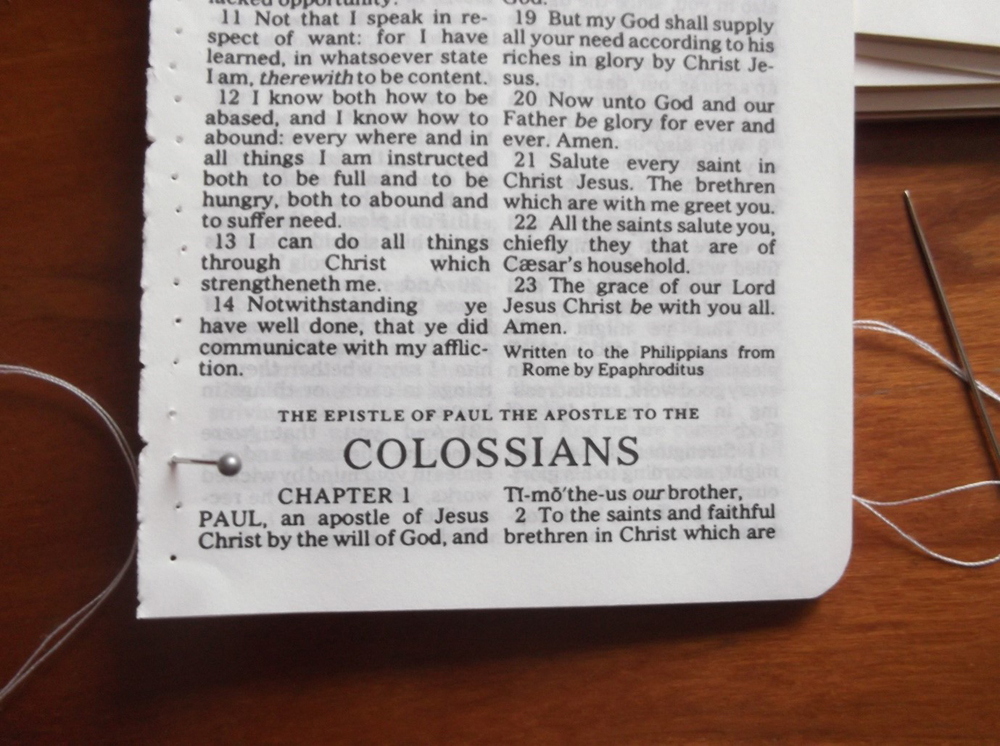 lacked opportunity.
11 Not that I speak in re-
spect of want: for I have
learned, in whatsoever state
I am, therewith to be content.
12 I know both how to be
abased, and I know how to
abound: every where and in
all things I am instructed
both to be full and to be
hungry, both to abound and
to suffer need.
13 I can do all things
through Christ which
strengtheneth me.
14 Notwithstanding ye
have well done, that ye did
communicate with my afflic-
tion.
God.
19 But my God shall supply
all your need according to his
riches in glory by Christ Je-
sus.
20 Now unto God and our
Father be glory for ever and
ever. Amen.
21 Salute every saint in
Christ Jesus. The brethren
which are with me greet you.
22 All the saints salute you,
chiefly they that are of
Cæsar's household.
23 The grace of our Lord
Jesus Christ be with you all.
Amen.
Written to the Philippians from
Rome by Epaphroditus
THE EPISTLE OF PAUL THE APOSTLE TO THE
COLOSSIANS
CHAPTER 1
PAUL, an apostle of Jesus
Christ by the will of God, and
Tī-mō′the-us our brother,
2 To the saints and faithful
brethren in Christ which are